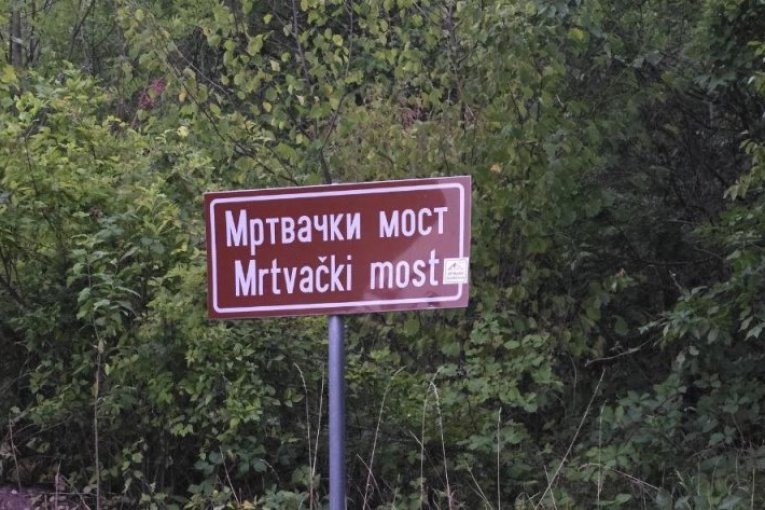 Мртвачки мост
Mrtvački most